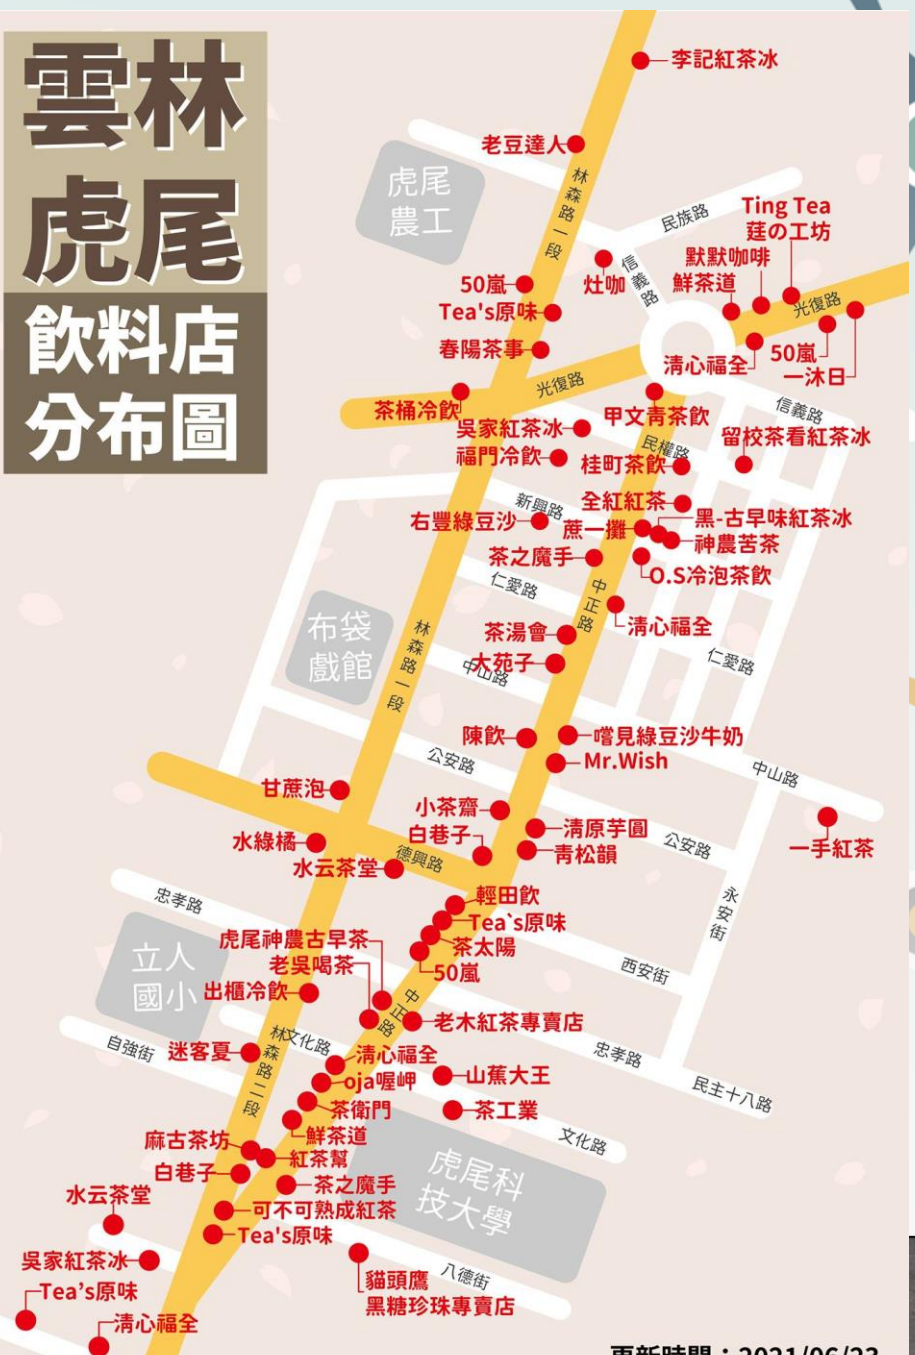 雲林
虎尾
飲料店
分布圖
李記紅茶冰
老豆達人
林森路一段
虎尾
農工
民族路
Ting Tea
莛の工坊
信義路
灶咖
默默咖啡
鮮茶道
光復路
50嵐
Tea's原味
春陽茶事
清心福全
50嵐
一沐日
光復路
茶桶冷飲
甲文青茶飲
信義路
吳家紅茶冰
民權路
留校茶看紅茶冰
福門冷飲
桂町茶飲
新興路
全紅紅茶
右豐綠豆沙
蔗一攤
黑-古早味紅茶冰
神農苦茶
茶之魔手
O.S冷泡茶飲
仁愛路
中正路
布袋
戲館
林森路一段
清心福全
茶湯會
大苑子
中山路
仁愛路
陳飲
嚐見綠豆沙牛奶
Mr.Wish
公安路
中山路
甘蔗泡
小茶齋
清原芋圓
水綠橘
白巷子
青松韻
公安路
一手紅茶
水云茶堂
德興路
永安街
忠孝路
輕田飲
Tea`s原味
茶太陽
50嵐
虎尾神農古早茶
老吳喝茶
立人
國小
西安街
出櫃冷飲
中正路
老木紅茶專賣店
自強街
迷客夏
文化路
林森路二段
清心福全
忠孝路
oja喔岬
山蕉大王
民主十八路
茶衛門
茶工業
鮮茶道
文化路
麻古茶坊
紅茶幫
白巷子
茶之魔手
虎尾科
技大學
水云茶堂
可不可熟成紅茶
Tea's原味
吳家紅茶冰
八德街
貓頭鷹
黑糖珍珠專賣店
Tea’s原味
清心福全
更新時間：2021/06/23